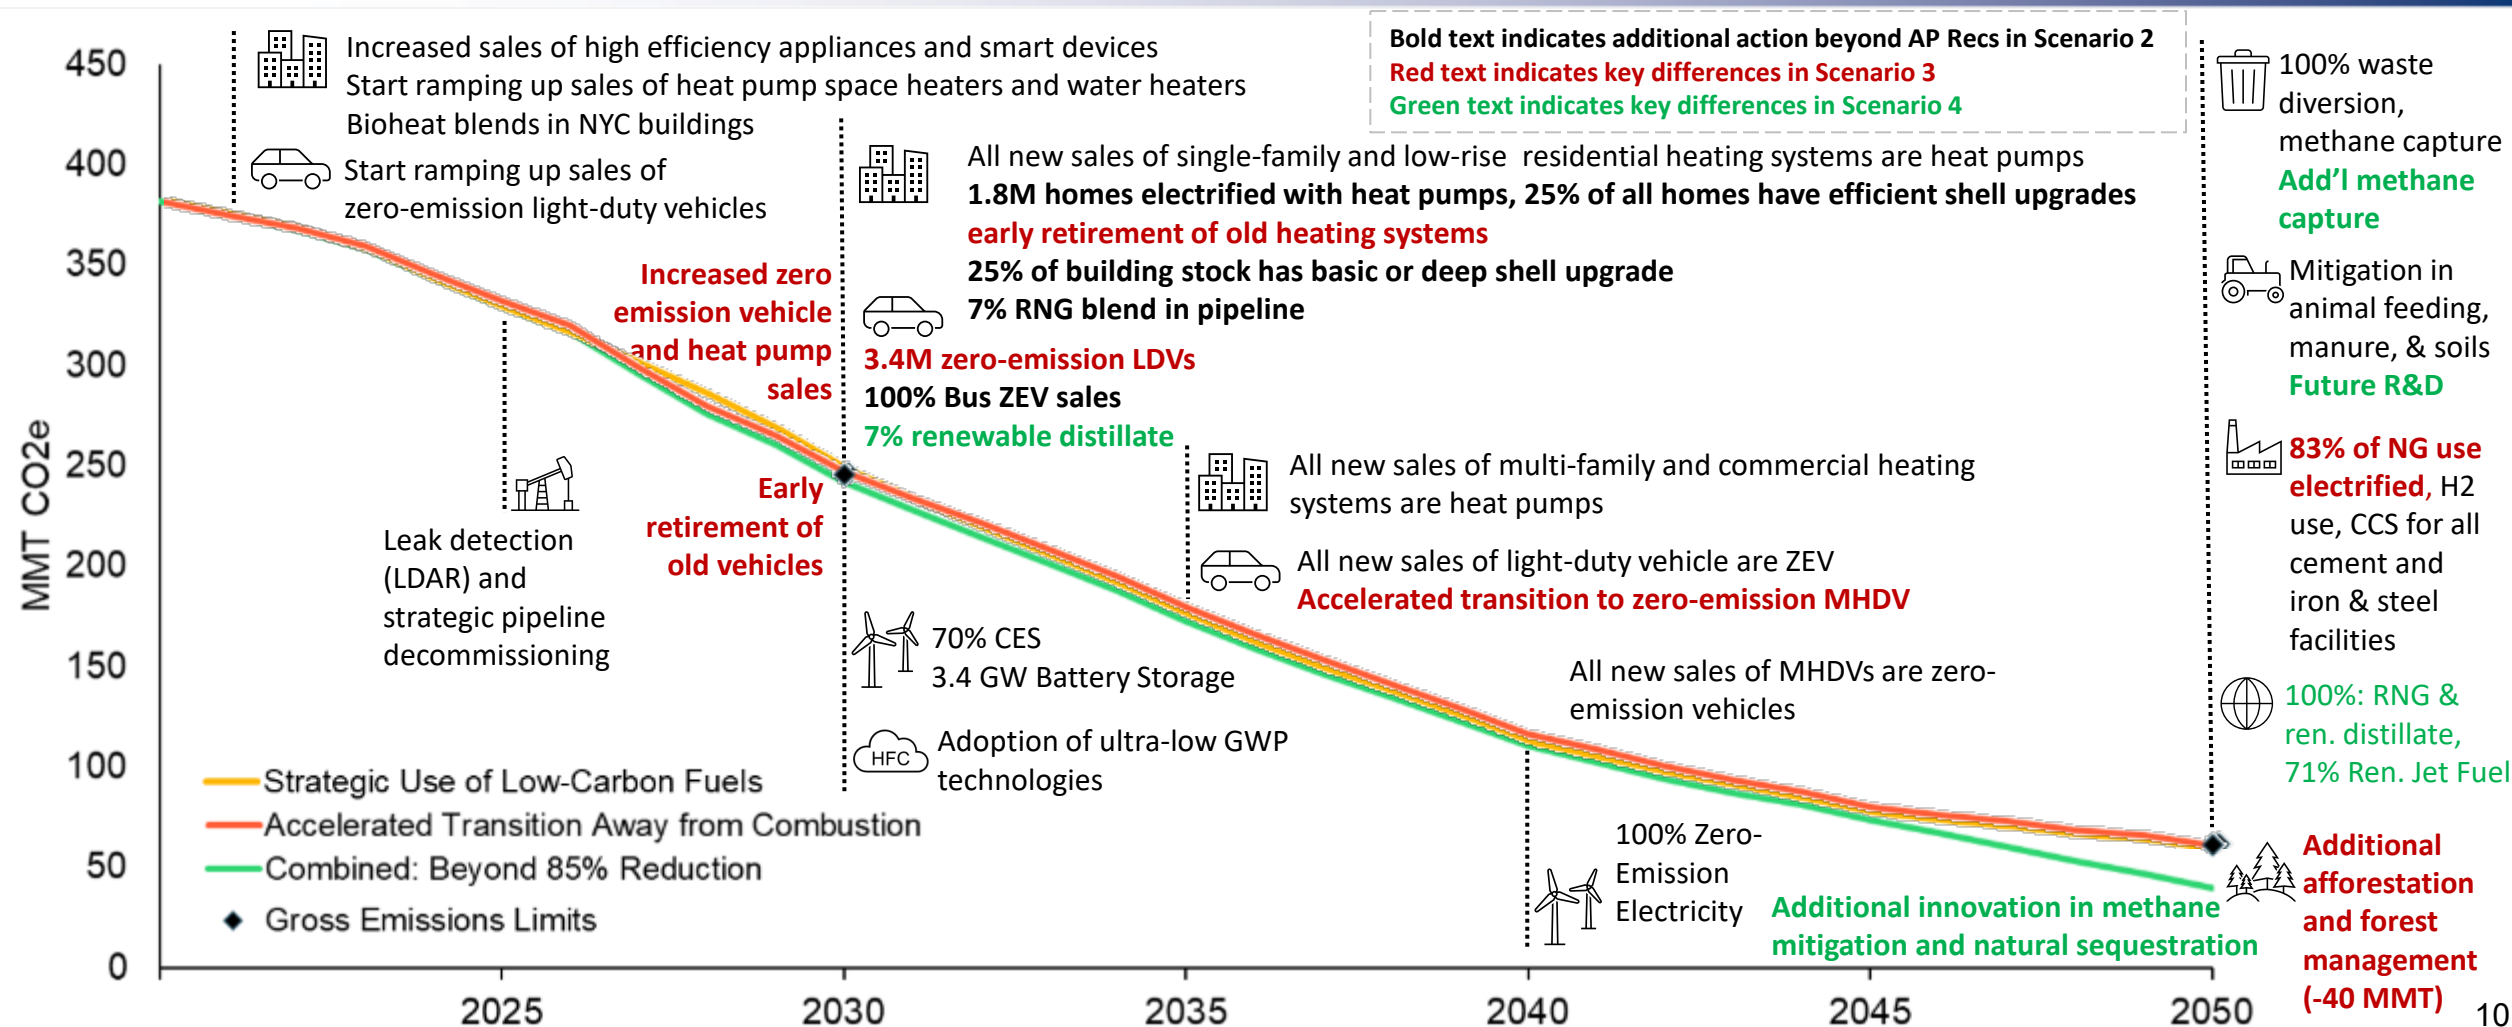 Bold text indicates additional action beyond AP Recs in Scenario 2
Red text indicates key differences in Scenario 3
Green text indicates key differences in Scenario 4
MMT CO2e
450
400
350
300
250
200
150
100
50
0
Increased sales of high efficiency appliances and smart devices
Start ramping up sales of heat pump space heaters and water heaters
Bioheat blends in NYC buildings
Start ramping up sales of
zero-emission light-duty vehicles
Leak detection
(LDAR) and
strategic pipeline
decommissioning
Increased zero
emission vehicle
and heat pump
sales
Early
retirement of
old vehicles
All new sales of single-family and low-rise residential heating systems are heat pumps
1.8M homes electrified with heat pumps, 25% of all homes have efficient shell upgrades
early retirement of old heating systems
25% of building stock has basic or deep shell upgrade
7% RNG blend in pipeline
3.4M zero-emission LDVs
100% Bus ZEV sales
7% renewable distillate
70% CES
3.4 GW Battery Storage
HFC
Adoption of ultra-low GWP
technologies
All new sales of multi-family and commercial heating
systems are heat pumps
All new sales of light-duty vehicle are ZEV
Accelerated transition to zero-emission MHDV
All new sales of MHDVs are zero-
emission vehicles
100% Zero-
Emission
Electricity
Additional innovation in methane
mitigation and natural sequestration
100% waste
diversion,
methane capture
Add'l methane
capture
Mitigation in
animal feeding,
manure, & soils
Future R&D
83% of NG use
electrified, H2
use, CCS for all
cement and
iron & steel
facilities
100%: RNG &
ren. distillate,
71% Ren. Jet Fuel
Additional
afforestation
and forest
management
(-40 MMT)
Strategic Use of Low-Carbon Fuels
Accelerated Transition Away from Combustion
Combined: Beyond 85% Reduction
Gross Emissions Limits
2025
2030
2035
2040
2045
2050
10